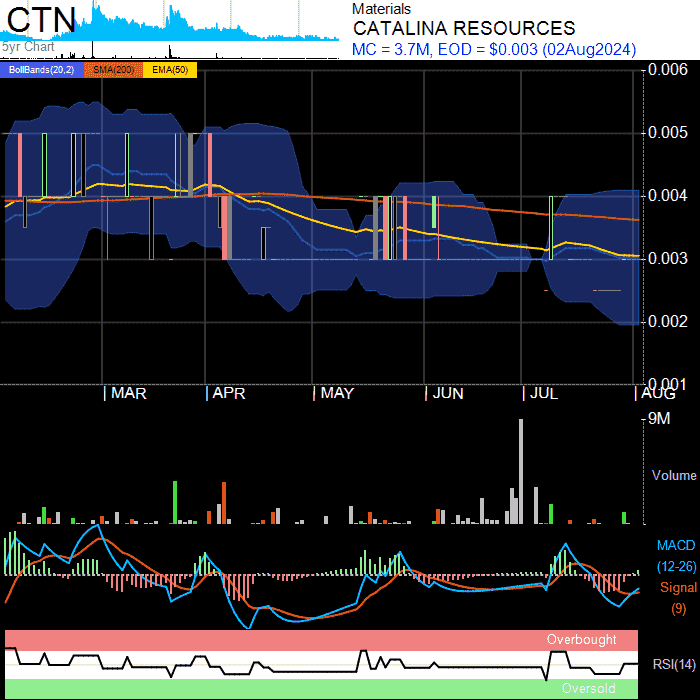 CTN
5yr Chart
Materials
CATALINA RESOURCES
MC = 3.7M, EOD = $0.003 (02Aug2024)
BollBands(20,2) SMA(200) EMA(50)
0.006
0.005
0.004
0.003
0.002
0.001
MAR APR MAY JUN JUL AUG
9M
Volume
MACD
(12-26)
Signal
(9)
Overbought
RSI(14)
Oversold